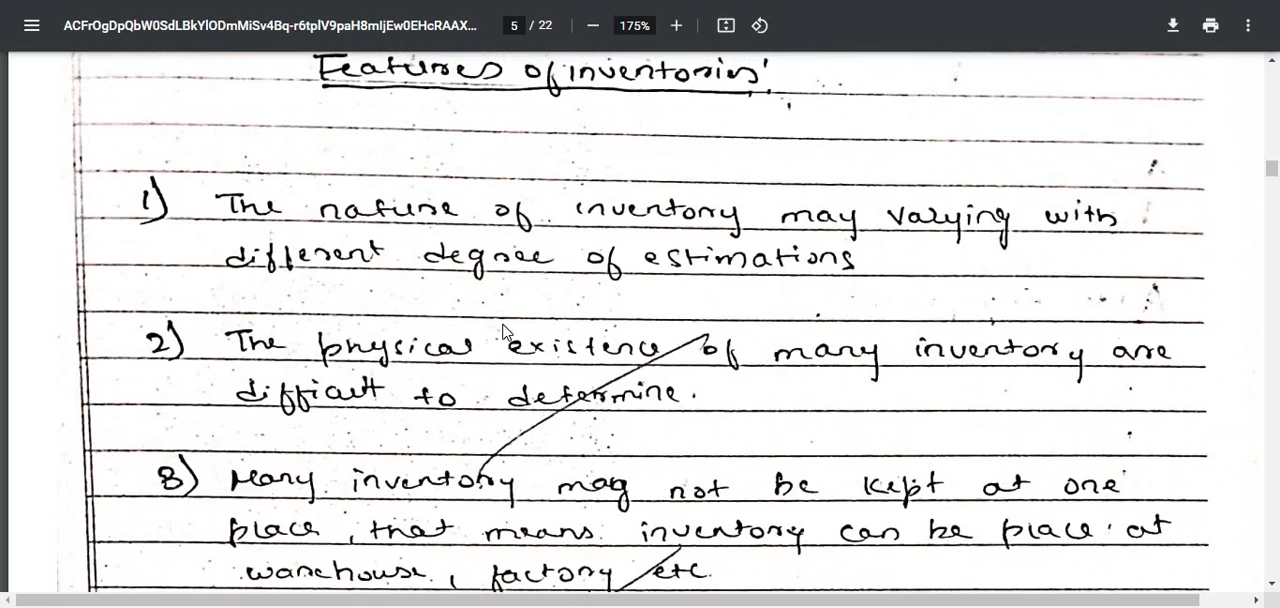 ACFrOgDpQbW0SdLBkYlODmMiSv4Bq-r6tplV9paH8mljEw0EHcRAAX... 5 / 22 175%
Features of inventories'
1) The nature of inventory may varying with
different degree of estimations
2) The physical existence of many inventory are
difficult to determine.
3) Many inventory may not be kept at one
place, that means inventory can be place at
warehouse, factory etc.